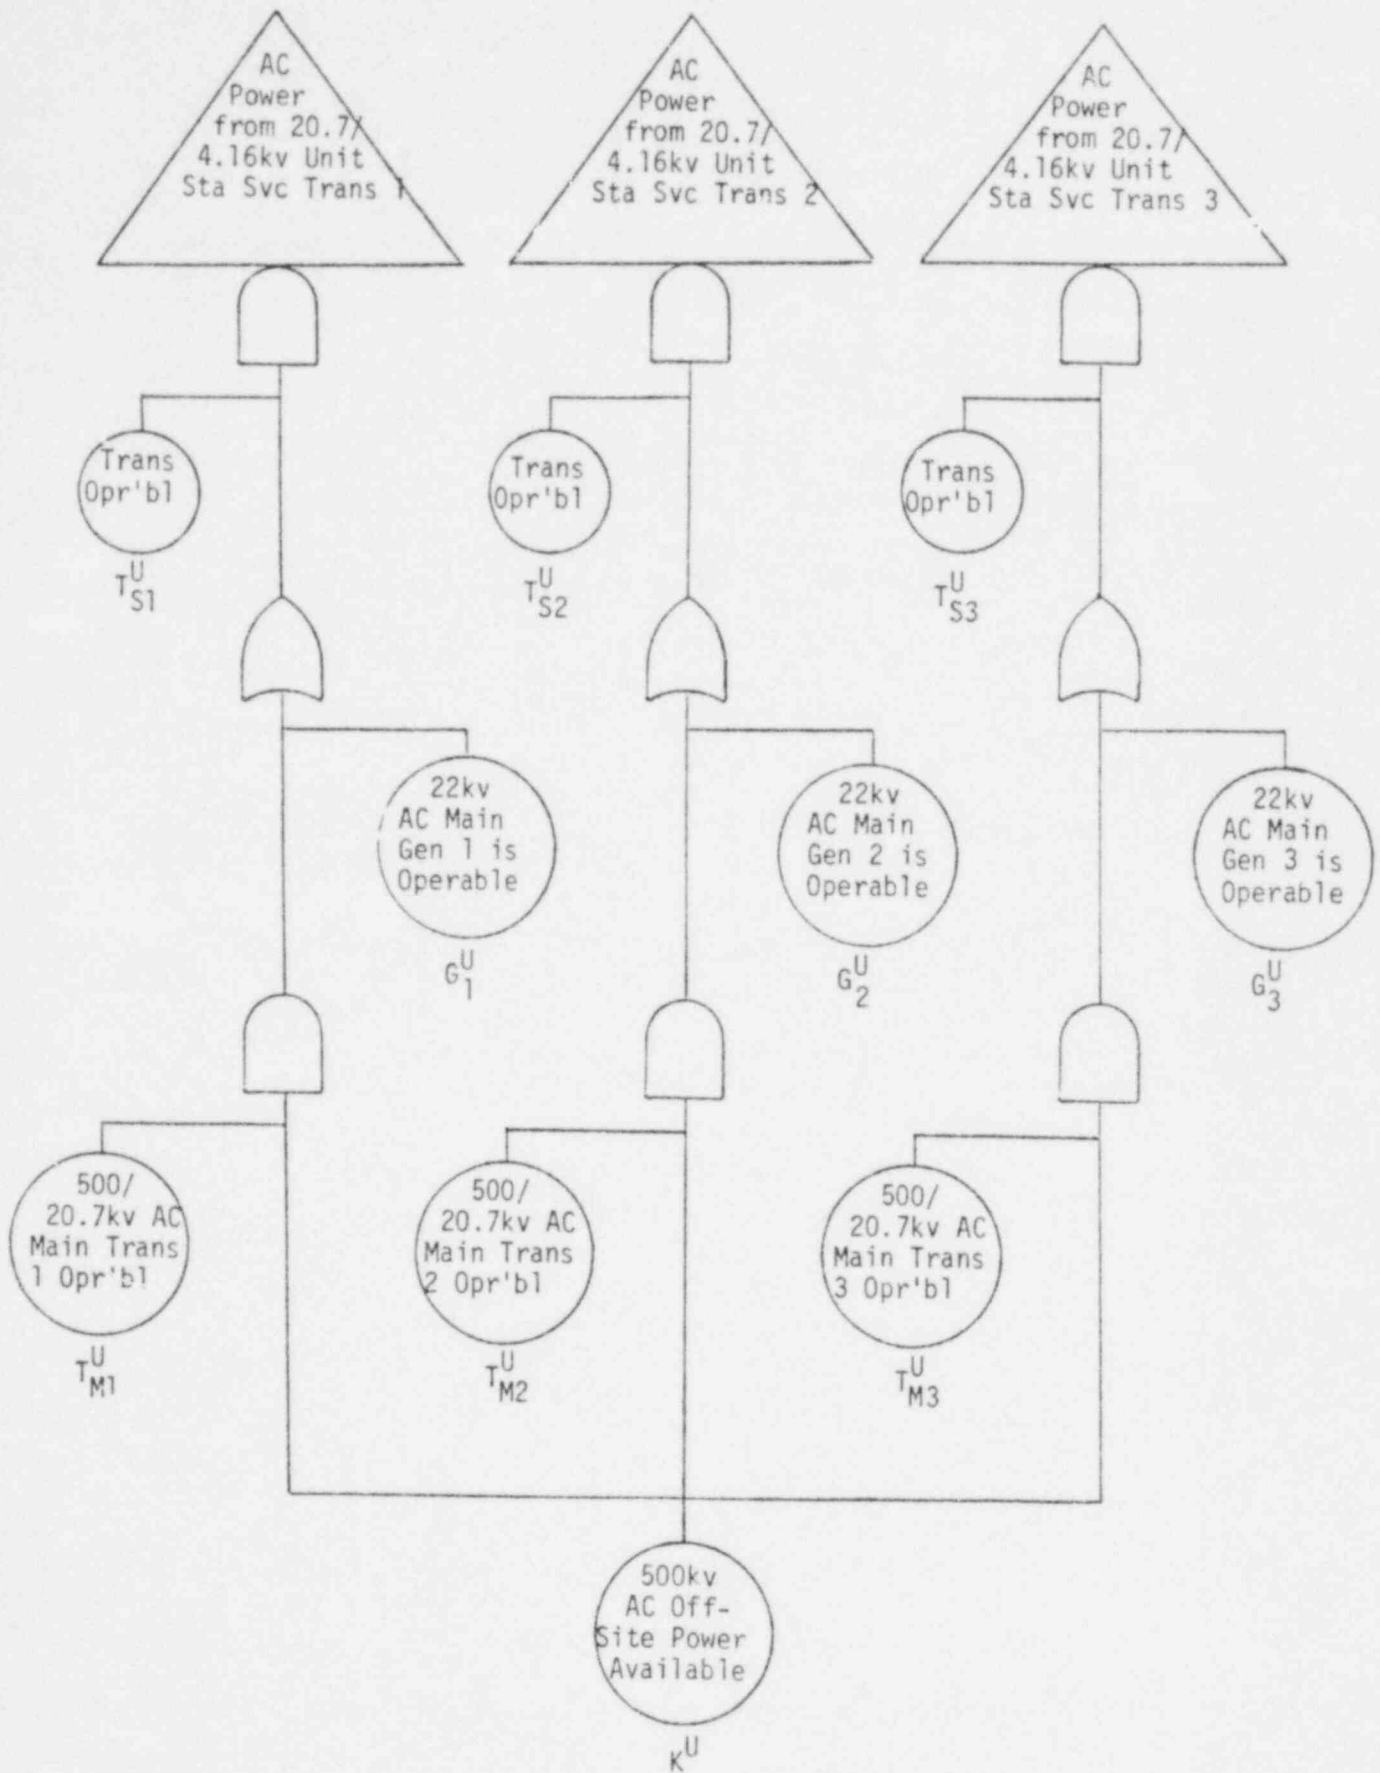 AC
Power
from 20.7/
4.16kv Unit
Sta Svc Trans 1
AC
Power
from 20.7/
4.16kv Unit
Sta Svc Trans 2
AC
Power
from 20.7/
4.16kv Unit
Sta Svc Trans 3
Trans
Opr'bl
T^U_S1
Trans
Opr'bl
T^U_S2
Trans
Opr'bl
T^U_S3
22kv
AC Main
Gen 1 is
Operable
G^U_1
22kv
AC Main
Gen 2 is
Operable
G^U_2
22kv
AC Main
Gen 3 is
Operable
G^U_3
500/
20.7kv AC
Main Trans
1 Opr'bl
T^U_M1
500/
20.7kv AC
Main Trans
2 Opr'bl
T^U_M2
500/
20.7kv AC
Main Trans
3 Opr'bl
T^U_M3
500kv
AC Off-
Site Power
Available
K^U